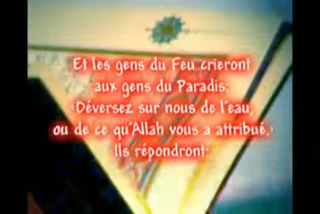 Et les gens du Feu crieront
aux gens du Paradis:
"Déversez sur nous de l'eau,
ou de ce qu'Allah vous a attribué."
Ils répondront: